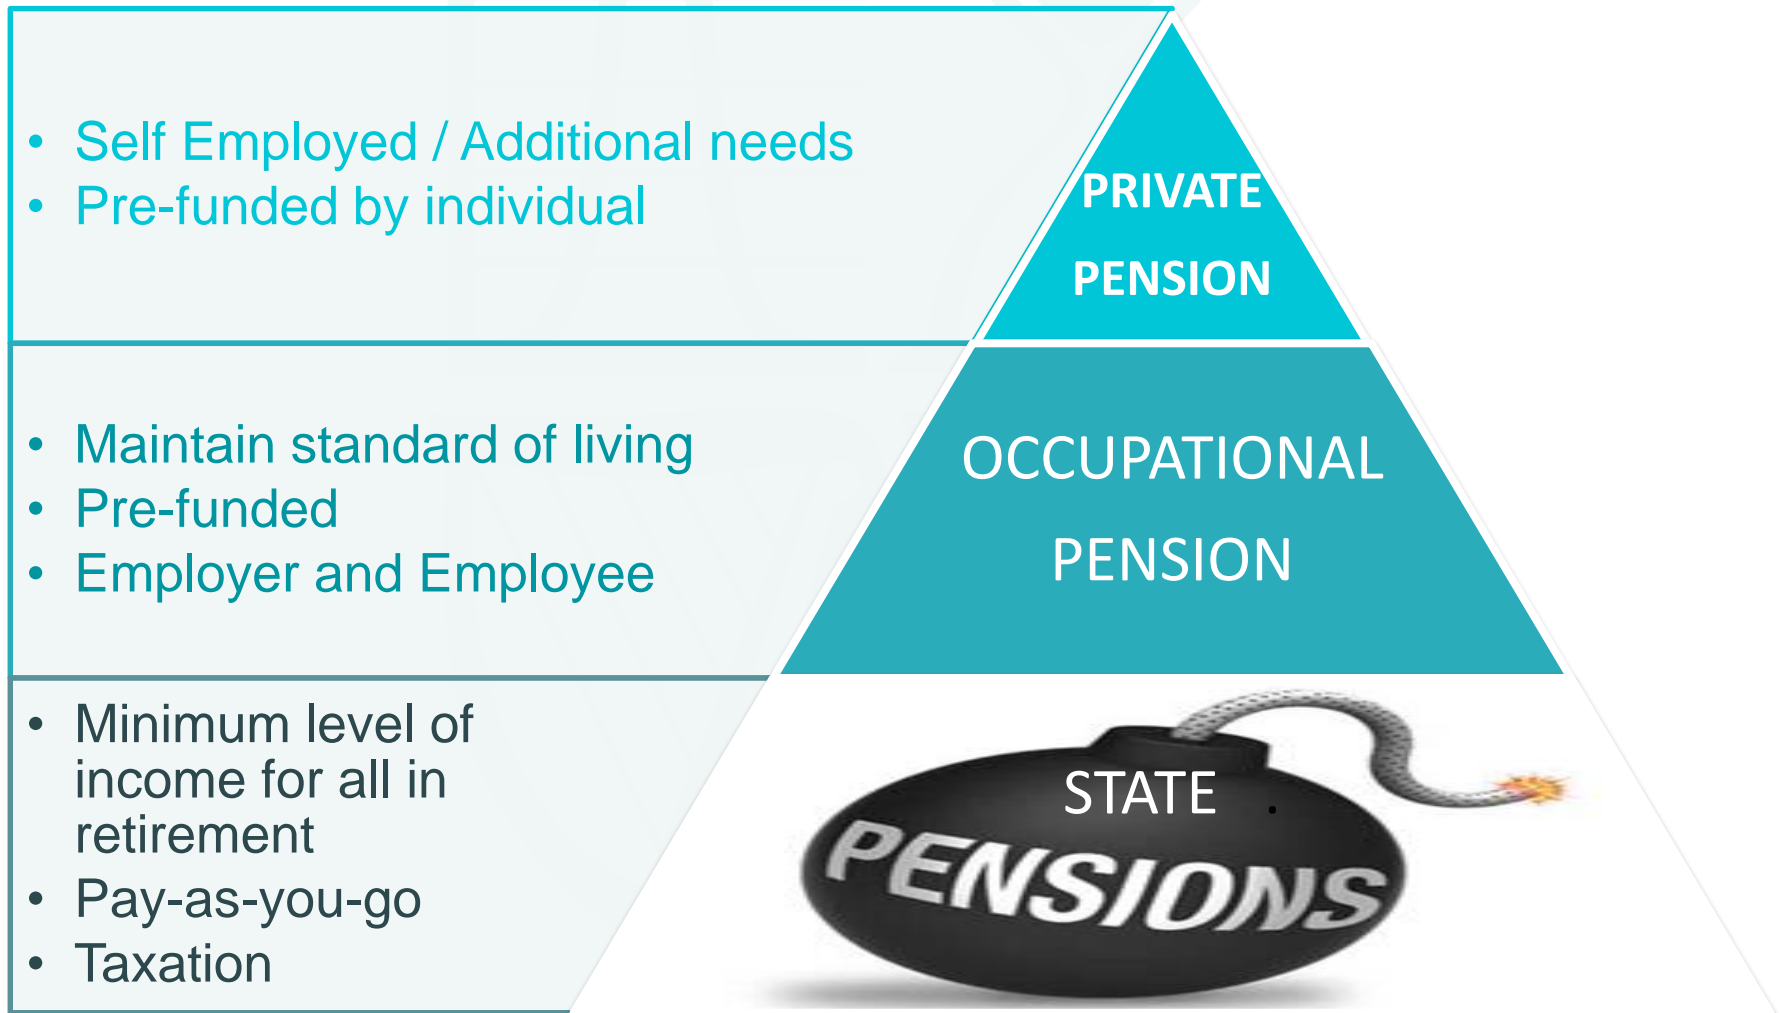 • Self Employed / Additional needs
• Pre-funded by individual
PRIVATE
PENSION
• Maintain standard of living
• Pre-funded
• Employer and Employee
OCCUPATIONAL
PENSION
• Minimum level of
income for all in
retirement
• Pay-as-you-go
• Taxation
STATE .
PENSIONS